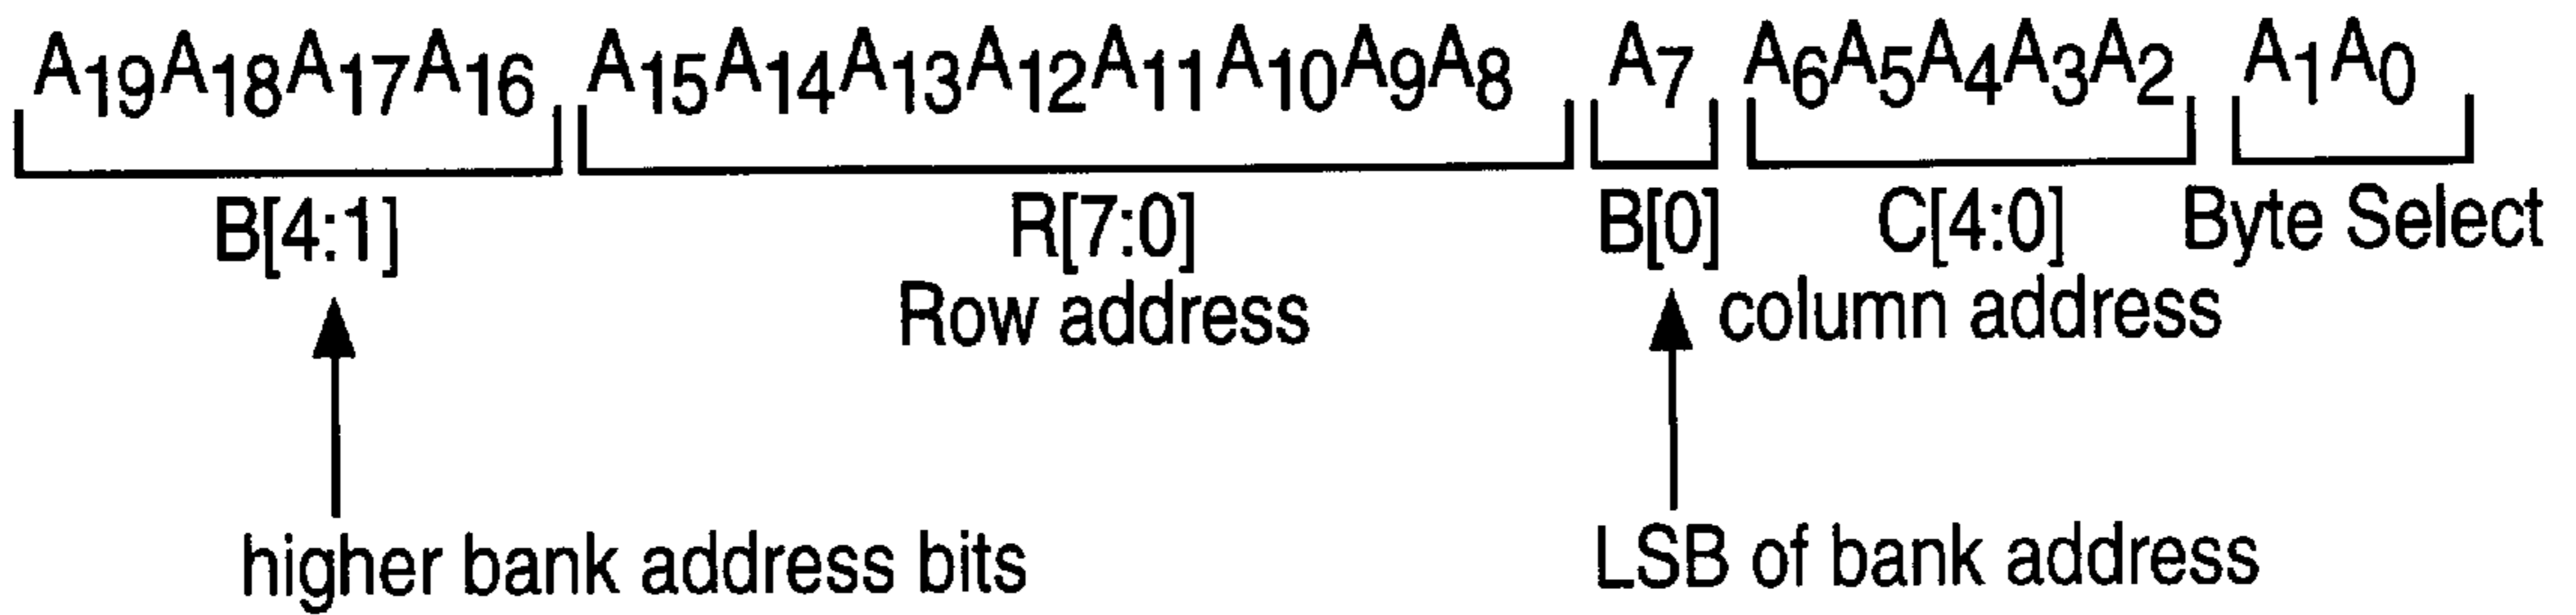 A19A18A17A16 A15A14A13A12A11A10A9A8 A7 A6A5A4A3A2 A1A0
B[4:1] R[7:0] B[0] C[4:0] Byte Select
Row address column address
higher bank address bits LSB of bank address